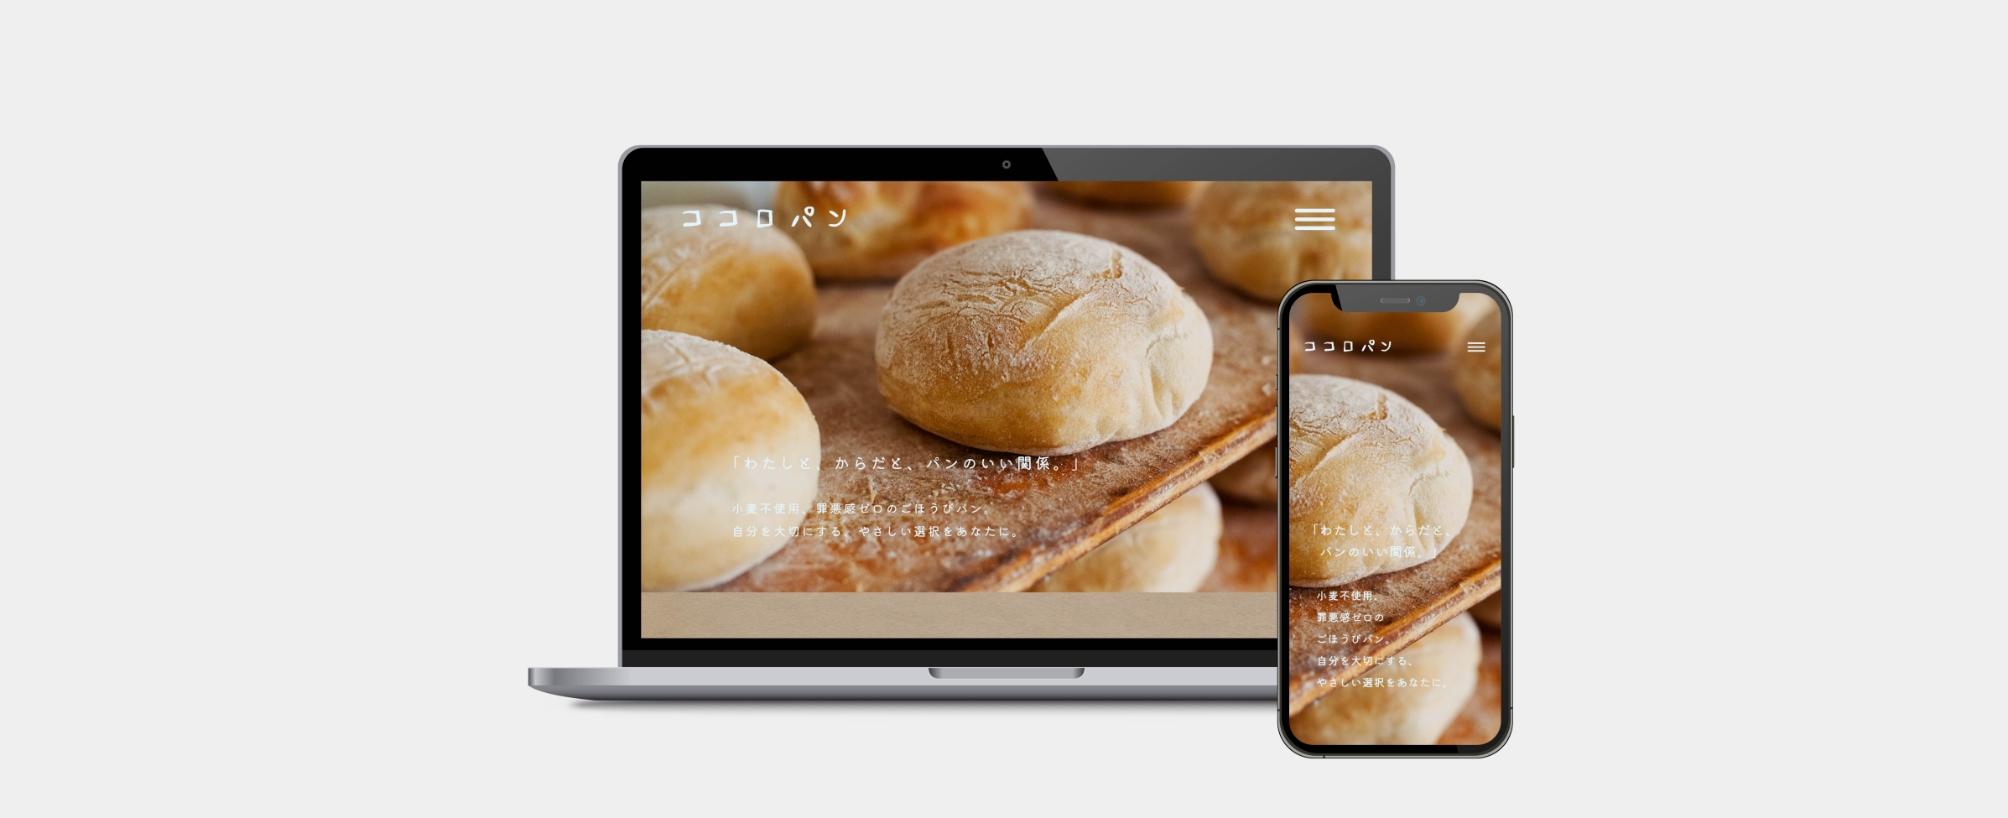 ココロパン
「わたしと、からだと、パンのいい関係。」
小麦不使用、罪悪感ゼロのごほうびパン。
自分を大切にする、やさしい選択をあなたに。
ココロパン
「わたしと、からだと、
パンのいい関係。」
小麦不使用、
罪悪感ゼロの
ごほうびパン。
自分を大切にする、
やさしい選択をあなたに。